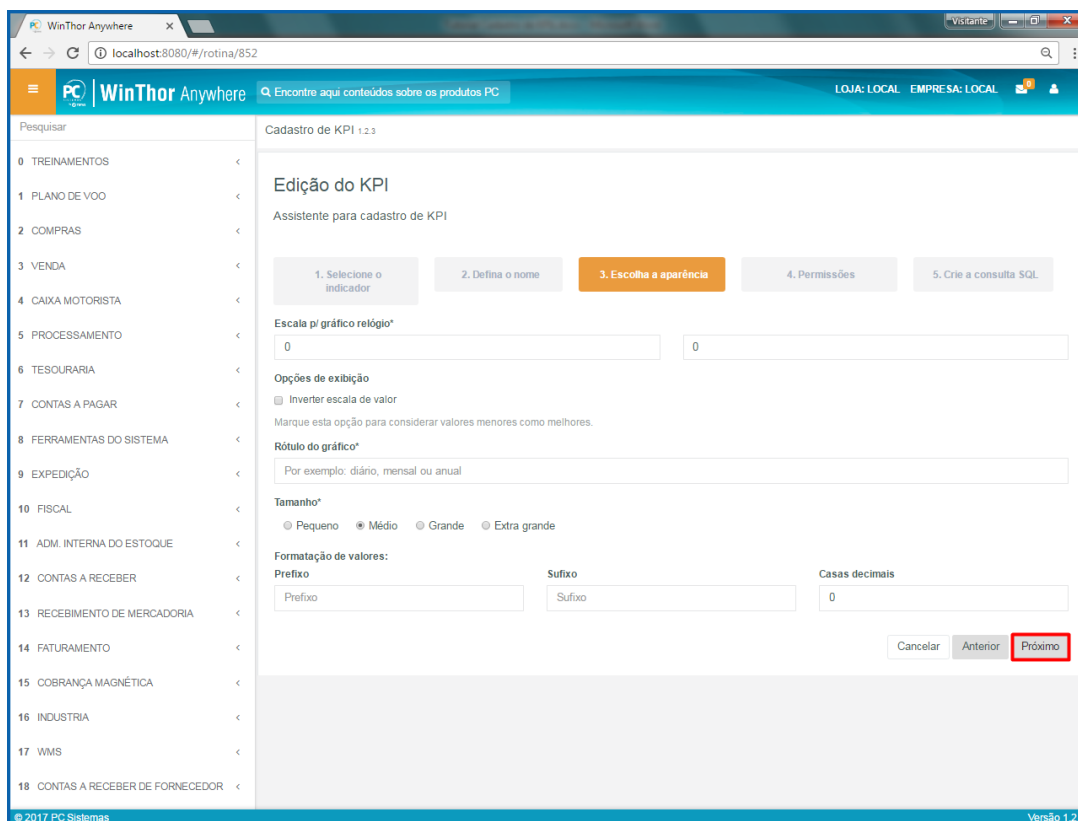 WinThor Anywhere
Visitante
localhost:8080/#/rotina/852
PC | WinThor Anywhere
Encontre aqui conteúdos sobre os produtos PC
LOJA: LOCAL EMPRESA: LOCAL
0
Pesquisar
Cadastro de KPI 1.2.3
0 TREINAMENTOS
1 PLANO DE VOO
2 COMPRAS
3 VENDA
4 CAIXA MOTORISTA
5 PROCESSAMENTO
6 TESOURARIA
7 CONTAS A PAGAR
8 FERRAMENTAS DO SISTEMA
9 EXPEDIÇÃO
10 FISCAL
11 ADM. INTERNA DO ESTOQUE
12 CONTAS A RECEBER
13 RECEBIMENTO DE MERCADORIA
14 FATURAMENTO
15 COBRANÇA MAGNÉTICA
16 INDUSTRIA
17 WMS
18 CONTAS A RECEBER DE FORNECEDOR
Edição do KPI
Assistente para cadastro de KPI
1. Selecione o
indicador
2. Defina o nome
3. Escolha a aparência
4. Permissões
5. Crie a consulta SQL
Escala p/ gráfico relógio*
0
0
Opções de exibição
Inverter escala de valor
Marque esta opção para considerar valores menores como melhores.
Rótulo do gráfico*
Por exemplo: diário, mensal ou anual
Tamanho*
Pequeno Médio Grande Extra grande
Formatação de valores:
Prefixo Sufixo Casas decimais
Prefixo Sufixo 0
Cancelar Anterior Próximo
© 2017 PC Sistemas
Versão 1.2